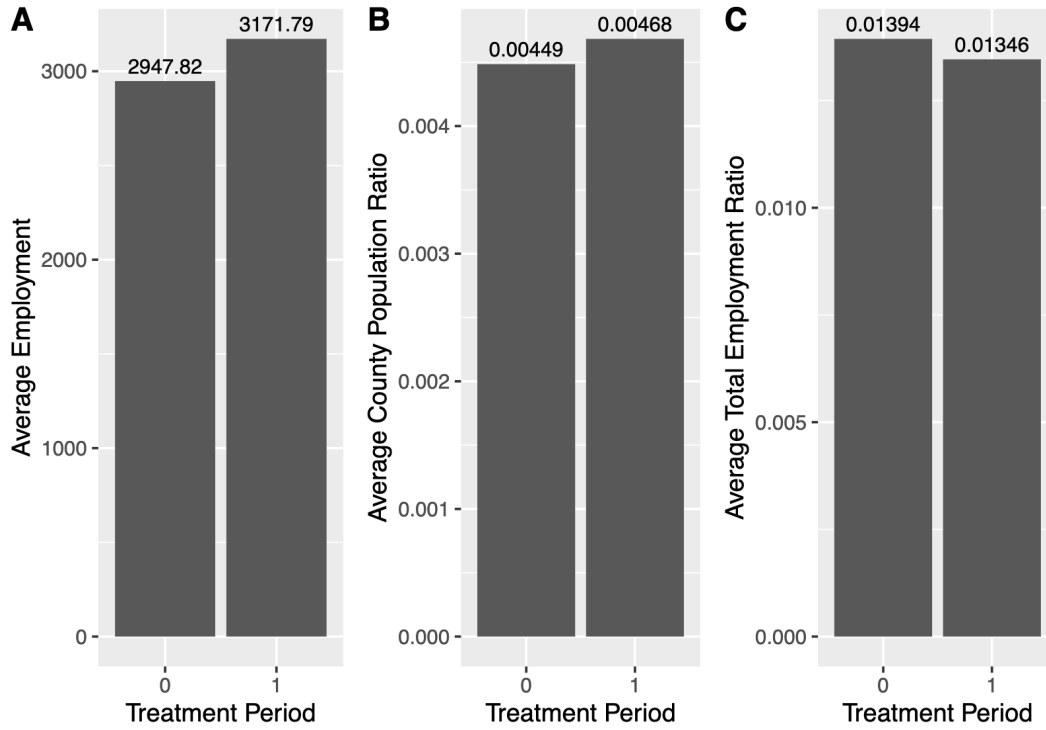 A
2947.82
3171.79
3000
2000
1000
0
Average Employment
0
1
Treatment Period
B
0.00449
0.00468
0.004
0.003
0.002
0.001
0.000
Average County Population Ratio
0
1
Treatment Period
C
0.01394
0.01346
0.010
0.005
0.000
Average Total Employment Ratio
0
1
Treatment Period